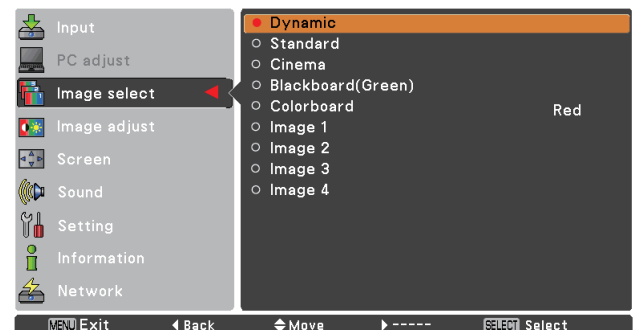 Input
PC adjust
Image select
Image adjust
Screen
Sound
Setting
Information
Network
Dynamic
Standard
Cinema
Blackboard(Green)
Colorboard Red
Image 1
Image 2
Image 3
Image 4
MENU Exit Back Move ----- SELECT Select